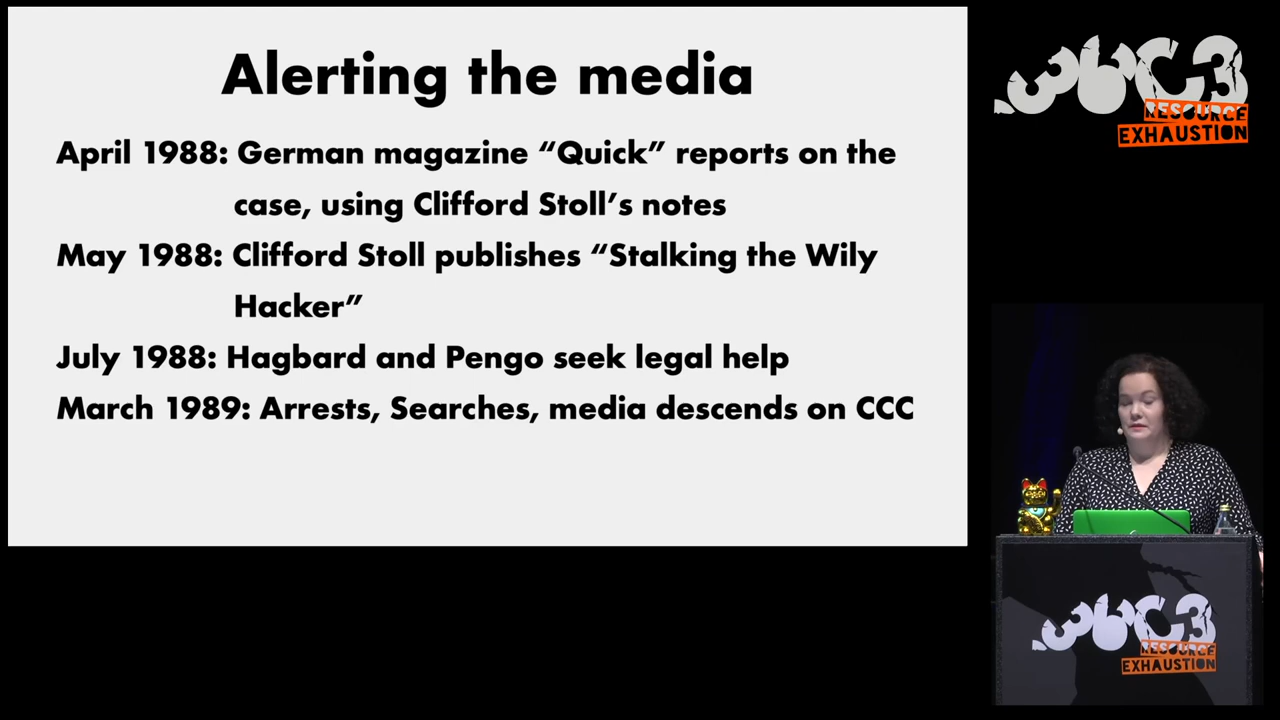 Alerting the media
April 1988: German magazine “Quick” reports on the
case, using Clifford Stoll’s notes
May 1988: Clifford Stoll publishes “Stalking the Wily
Hacker”
July 1988: Hagbard and Pengo seek legal help
March 1989: Arrests, Searches, media descends on CCC
36C3
RESOURCE
EXHAUSTION
36C3
RESOURCE
EXHAUSTION